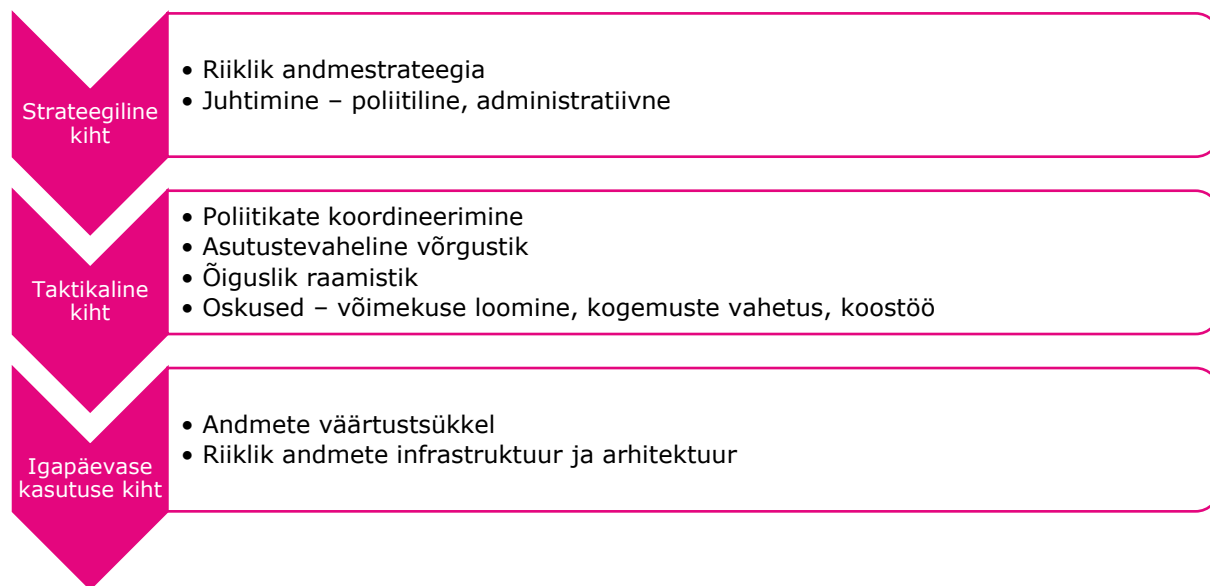 Strateegiline
kiht
• Riiklik andmestrateegia
• Juhtimine – poliitiline, administratiivne
Taktikaline
kiht
• Poliitikate koordineerimine
• Asutustevaheline võrgustik
• Õiguslik raamistik
• Oskused – võimekuse loomine, kogemuste vahetus, koostöö
Igapäevase
kasutuse kiht
• Andmete väärtustsükkel
• Riiklik andmete infrastruktuur ja arhitektuur